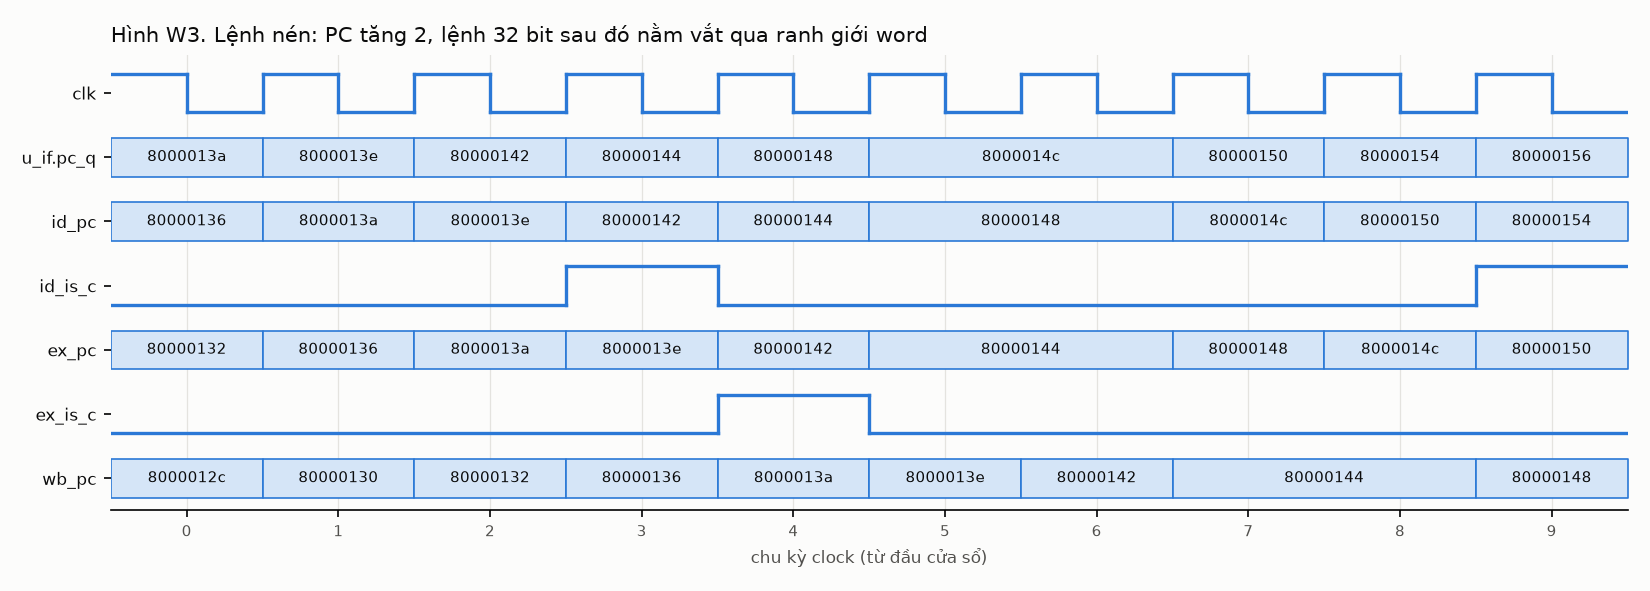 Hình W3. Lệnh nén: PC tăng 2, lệnh 32 bit sau đó nằm vắt qua ranh giới word
clk
u_if.pc_q 8000013a 8000013e 80000142 80000144 80000148 8000014c 80000150 80000154 80000156
id_pc 80000136 8000013a 8000013e 80000142 80000144 80000148 8000014c 80000150 80000154
id_is_c
ex_pc 80000132 80000136 8000013a 8000013e 80000142 80000144 80000148 8000014c 80000150
ex_is_c
wb_pc 8000012c 80000130 80000132 80000136 8000013a 8000013e 80000142 80000144 80000148
0 1 2 3 4 5 6 7 8 9
chu kỳ clock (từ đầu cửa sổ)